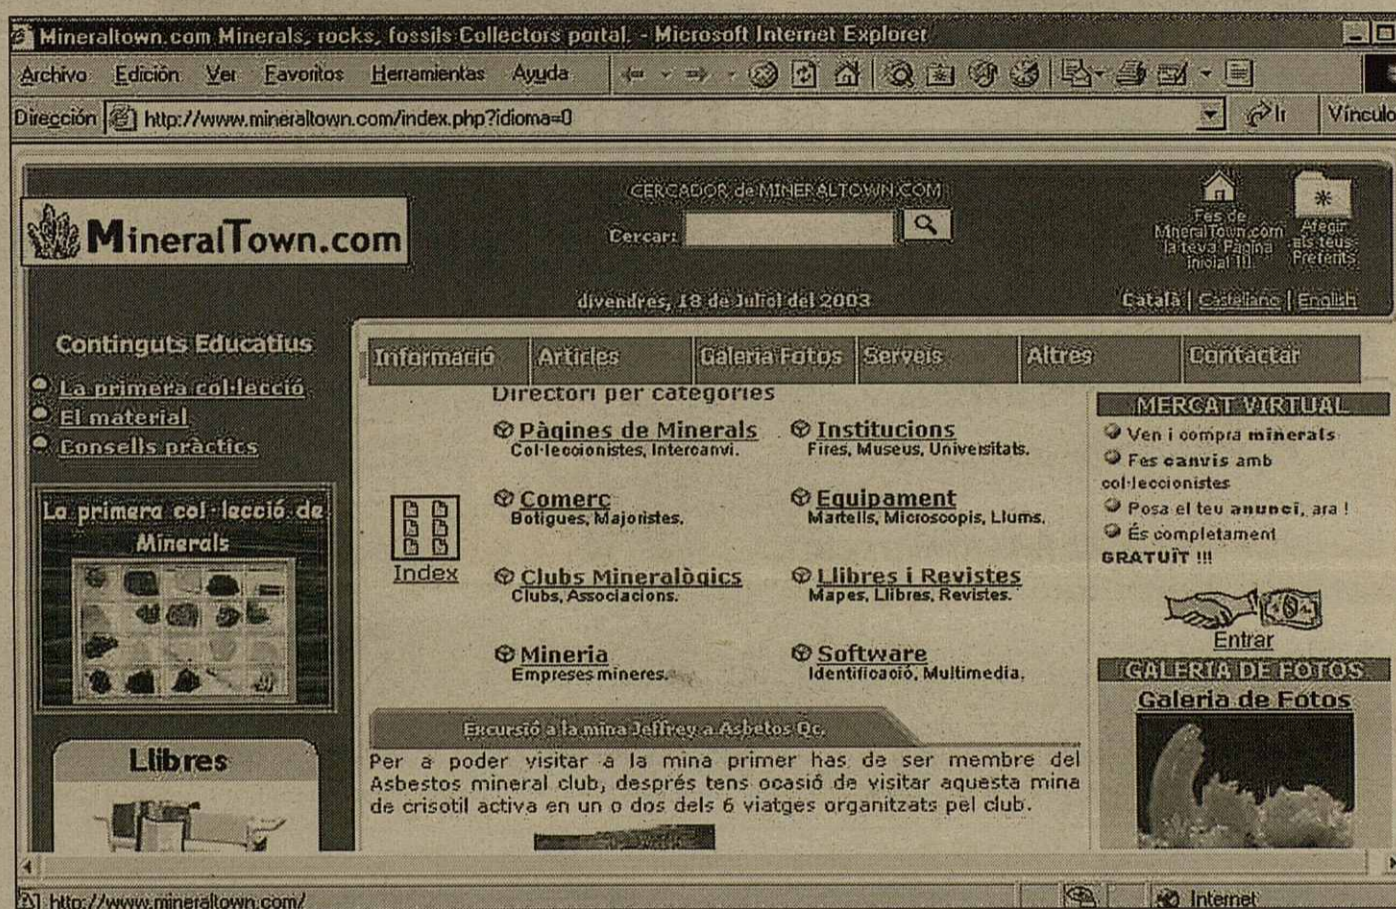 Mineraltown.com Minerals, rocks, fossils Collectors portal. - Microsoft Internet Explorer
Archivo Edición Ver Favoritos Herramientas Ayuda
Dirección http://www.mineraltown.com/index.php?idioma=0 Ir Vínculo
MineralTown.com
CERCADOR de MINERALTOWN.COM
Cercar:
Fes de
MineralTown.com
la teva Pàgina
inicial !!!
Afegir
als teus
Preferits
divendres, 18 de Juliol del 2003
Català | Castellano | English
Continguts Educatius
La primera col·lecció
El material
Consells pràctics
La primera col·lecció de
Minerals
Llibres
Informació Articles Galeria Fotos Serveis Altres Contactar
Directori per categories
Index
Pàgines de Minerals
Col·leccionistes, Intercanvi.
Institucions
Fires, Museus, Universitats.
Comerç
Botigues, Majoristes.
Equipament
Martells, Microscopis, Llums.
Clubs Mineralògics
Clubs, Associacions.
Llibres i Revistes
Mapes, Llibres, Revistes.
Mineria
Empreses mineres.
Software
Identificació, Multimedia.
Excursió a la mina Jeffrey a Asbetos Qc.
Per a poder visitar a la mina primer has de ser membre del
Asbestos mineral club, després tens ocasió de visitar aquesta mina
de crisotil activa en un o dos dels 6 viatges organitzats pel club.
MERCAT VIRTUAL
Ven i compra minerals
Fes canvis amb
col·leccionistes
Posa el teu anunci, ara !
És completament
GRATUÏT !!!
Entrar
GALERIA DE FOTOS
Galeria de Fotos
http://www.mineraltown.com/
Internet